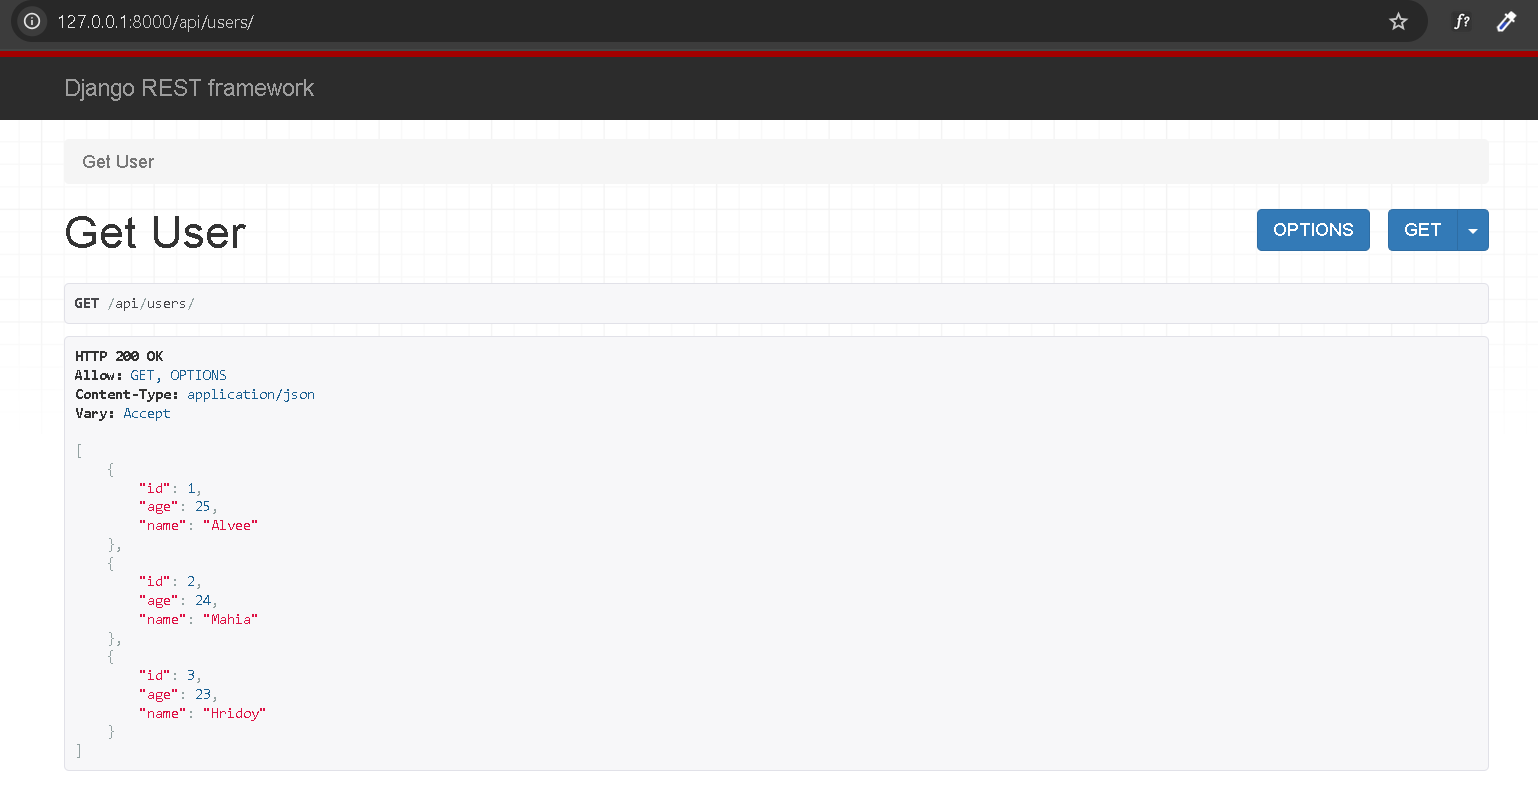 127.0.0.1:8000/api/users/
f?
Django REST framework
Get User
Get User
OPTIONS
GET
GET /api/users/
HTTP 200 OK
Allow: GET, OPTIONS
Content-Type: application/json
Vary: Accept
[
    {
        "id": 1,
        "age": 25,
        "name": "Alvee"
    },
    {
        "id": 2,
        "age": 24,
        "name": "Mahia"
    },
    {
        "id": 3,
        "age": 23,
        "name": "Hridoy"
    }
]